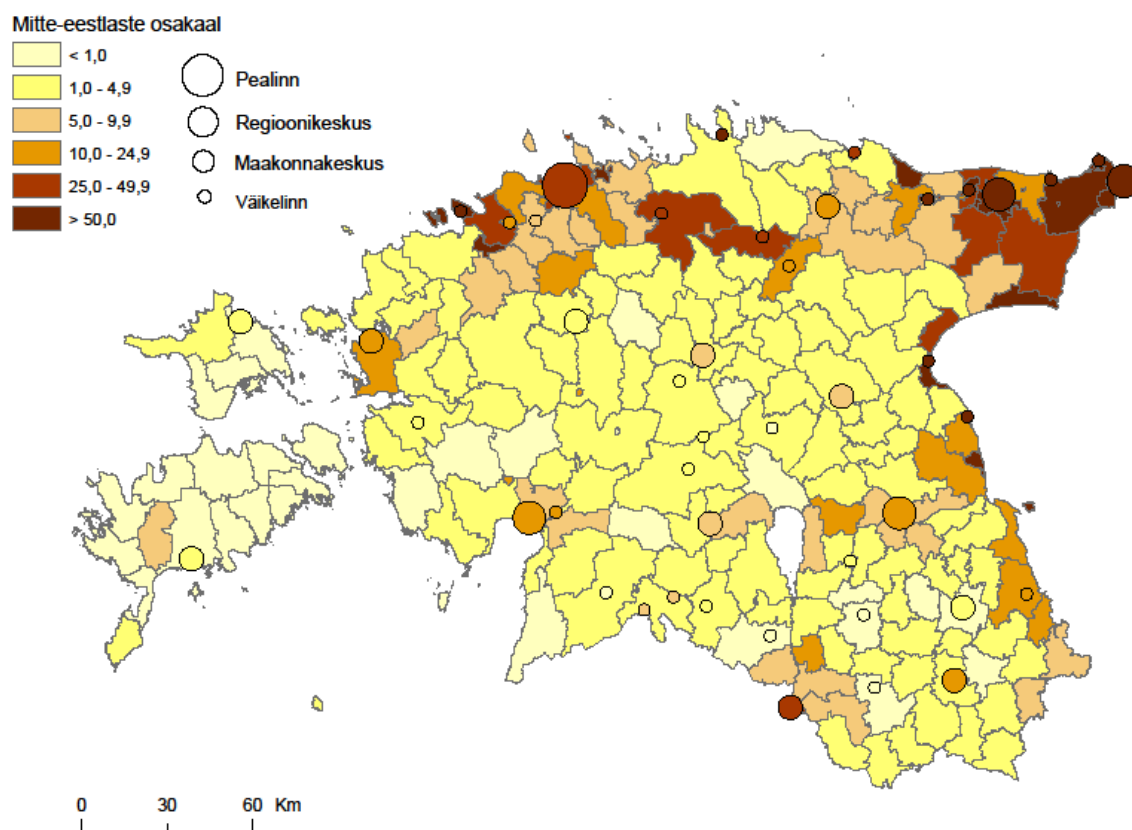 Mitte-eestlaste osakaal
< 1,0
1,0 - 4,9
5,0 - 9,9
10,0 - 24,9
25,0 - 49,9
> 50,0
Pealinn
Regioonikeskus
Maakonnakeskus
Väikelinn
0 30 60 Km